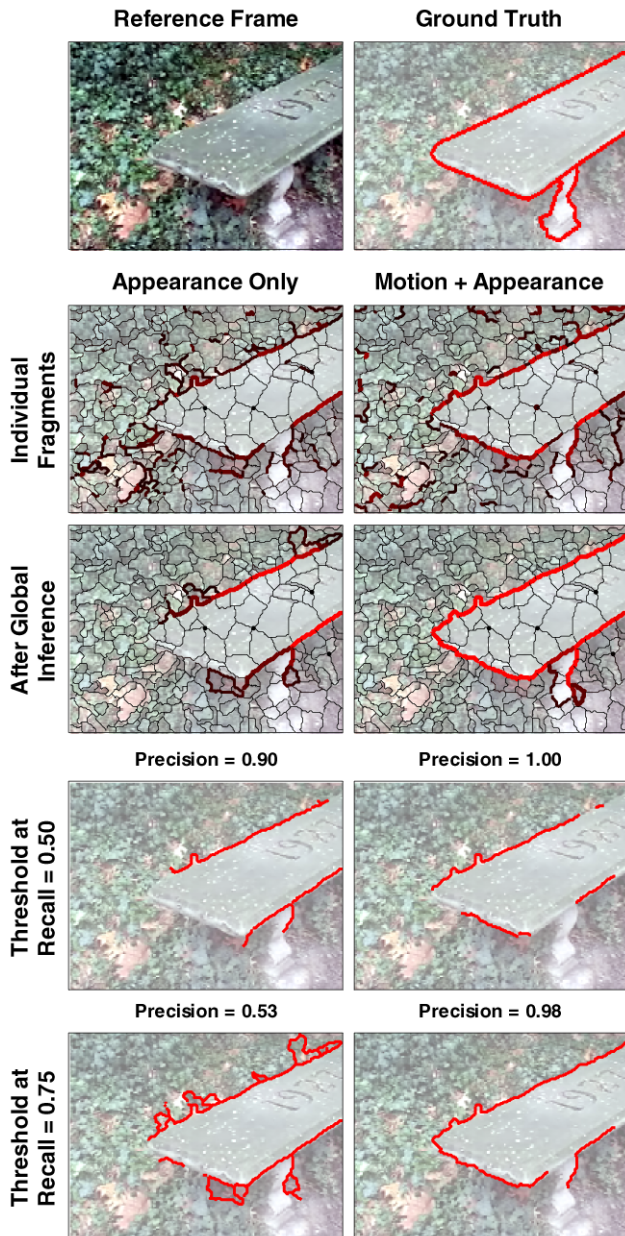 Reference Frame
Ground Truth
Appearance Only
Motion + Appearance
Individual
Fragments
After Global
Inference
Precision = 0.90
Precision = 1.00
Threshold at
Recall = 0.50
Precision = 0.53
Precision = 0.98
Threshold at
Recall = 0.75